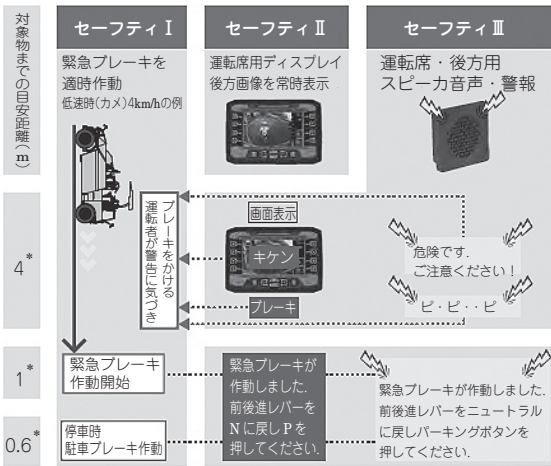 対象物までの目安距離(m)
セーフティⅠ
セーフティⅡ
セーフティⅢ
緊急ブレーキを
適時作動
低速時(カメ)4km/hの例
運転席用ディスプレイ
後方画像を常時表示
運転席・後方用
スピーカ音声・警報
4*
ブレーキをかける
運転者が警告に気づき
画面表示
キケン
ブレーキ
危険です.
ご注意ください!
ピ・ピ・・ピ
1*
緊急ブレーキ
作動開始
緊急ブレーキが
作動しました.
前後進レバーを
Nに戻しPを
押してください.
緊急ブレーキが作動しました.
前後進レバーをニュートラル
に戻しパーキングボタンを
押してください.
0.6*
停車時
駐車ブレーキ作動